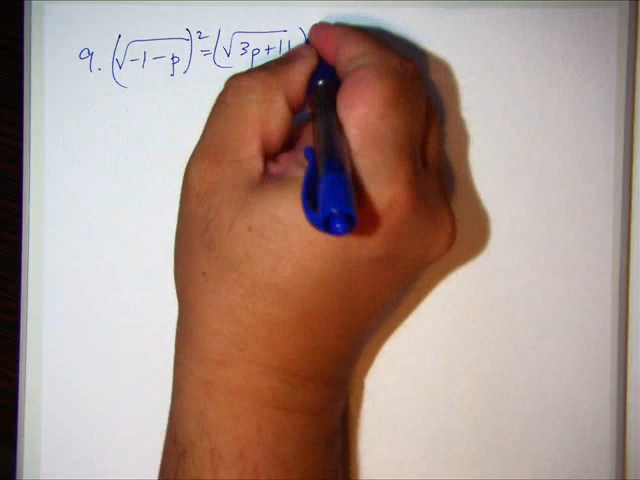 9. (√-1-p)² = (√3p+11)